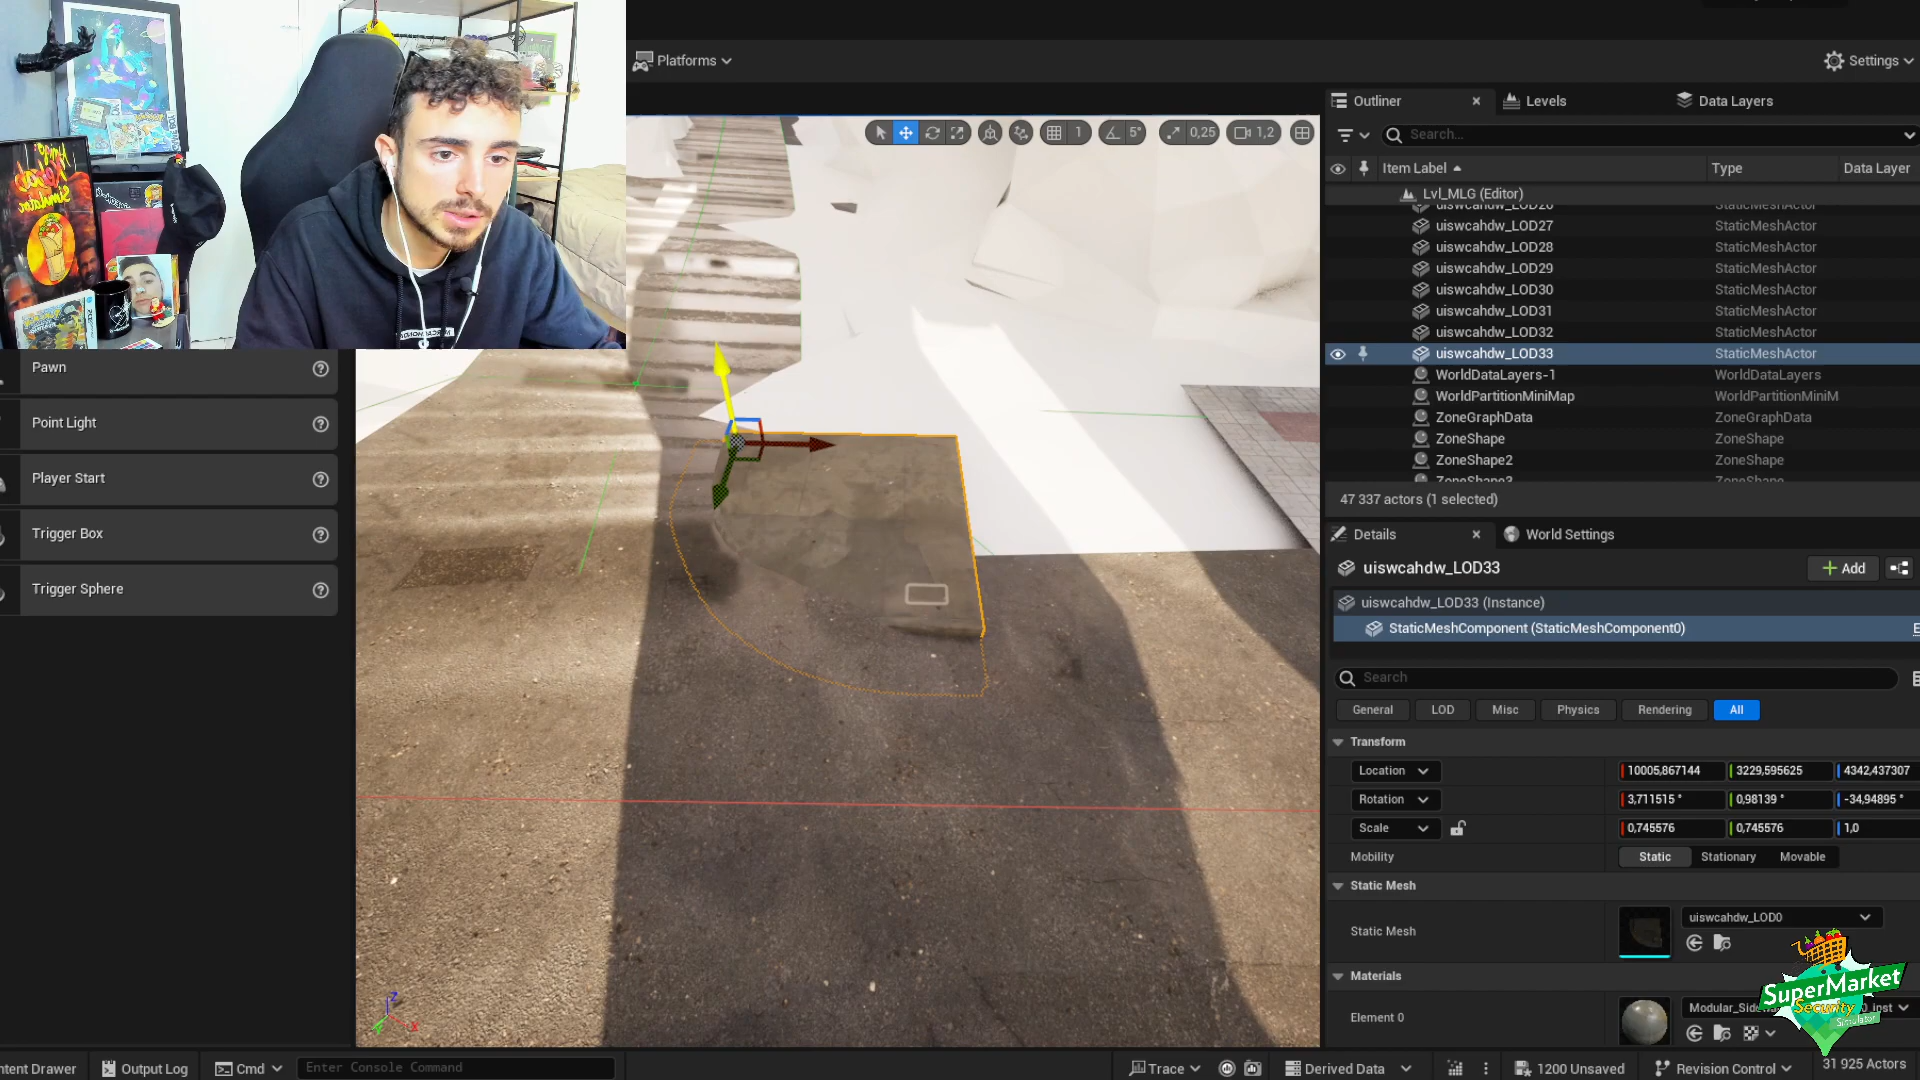 Platforms
Settings
Outliner
Levels
Data Layers
1
5°
0,25
1,2
Search...
Item Label
Type
Data Layer
Lvl_MLG (Editor)
uiswcahdw_LOD27 StaticMeshActor
uiswcahdw_LOD28 StaticMeshActor
uiswcahdw_LOD29 StaticMeshActor
uiswcahdw_LOD30 StaticMeshActor
uiswcahdw_LOD31 StaticMeshActor
uiswcahdw_LOD32 StaticMeshActor
uiswcahdw_LOD33 StaticMeshActor
WorldDataLayers-1 WorldDataLayers
WorldPartitionMiniMap WorldPartitionMiniM
ZoneGraphData ZoneGraphData
ZoneShape ZoneShape
ZoneShape2 ZoneShape
47 337 actors (1 selected)
Pawn
Point Light
Player Start
Trigger Box
Trigger Sphere
Details
World Settings
uiswcahdw_LOD33
Add
uiswcahdw_LOD33 (Instance)
StaticMeshComponent (StaticMeshComponent0)
E
Search
General LOD Misc Physics Rendering All
Transform
Location 10005,867144 3229,595625 4342,437307
Rotation 3,711515 ° 0,98139 ° -34,94895 °
Scale 0,745576 0,745576 1,0
Mobility Static Stationary Movable
Static Mesh
Static Mesh uiswcahdw_LOD0
Materials
Element 0
SuperMarket
Security
Simulator
Z
X
ntent Drawer
Output Log
Cmd
Enter Console Command
Trace
Derived Data
1200 Unsaved
Revision Control
31 925 Actors